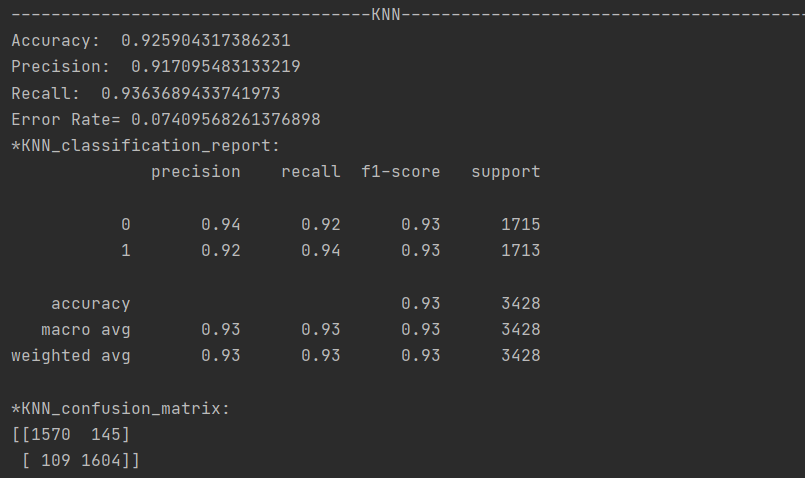 ------------------------------------KNN----------------------------------------
Accuracy:  0.925904317386231
Precision:  0.917095483133219
Recall:  0.9363689433741973
Error Rate= 0.07409568261376898
*KNN_classification_report:
              precision    recall  f1-score   support
           0       0.94      0.92      0.93      1715
           1       0.92      0.94      0.93      1713
    accuracy                           0.93      3428
   macro avg       0.93      0.93      0.93      3428
weighted avg       0.93      0.93      0.93      3428
*KNN_confusion_matrix:
[[1570  145]
 [ 109 1604]]